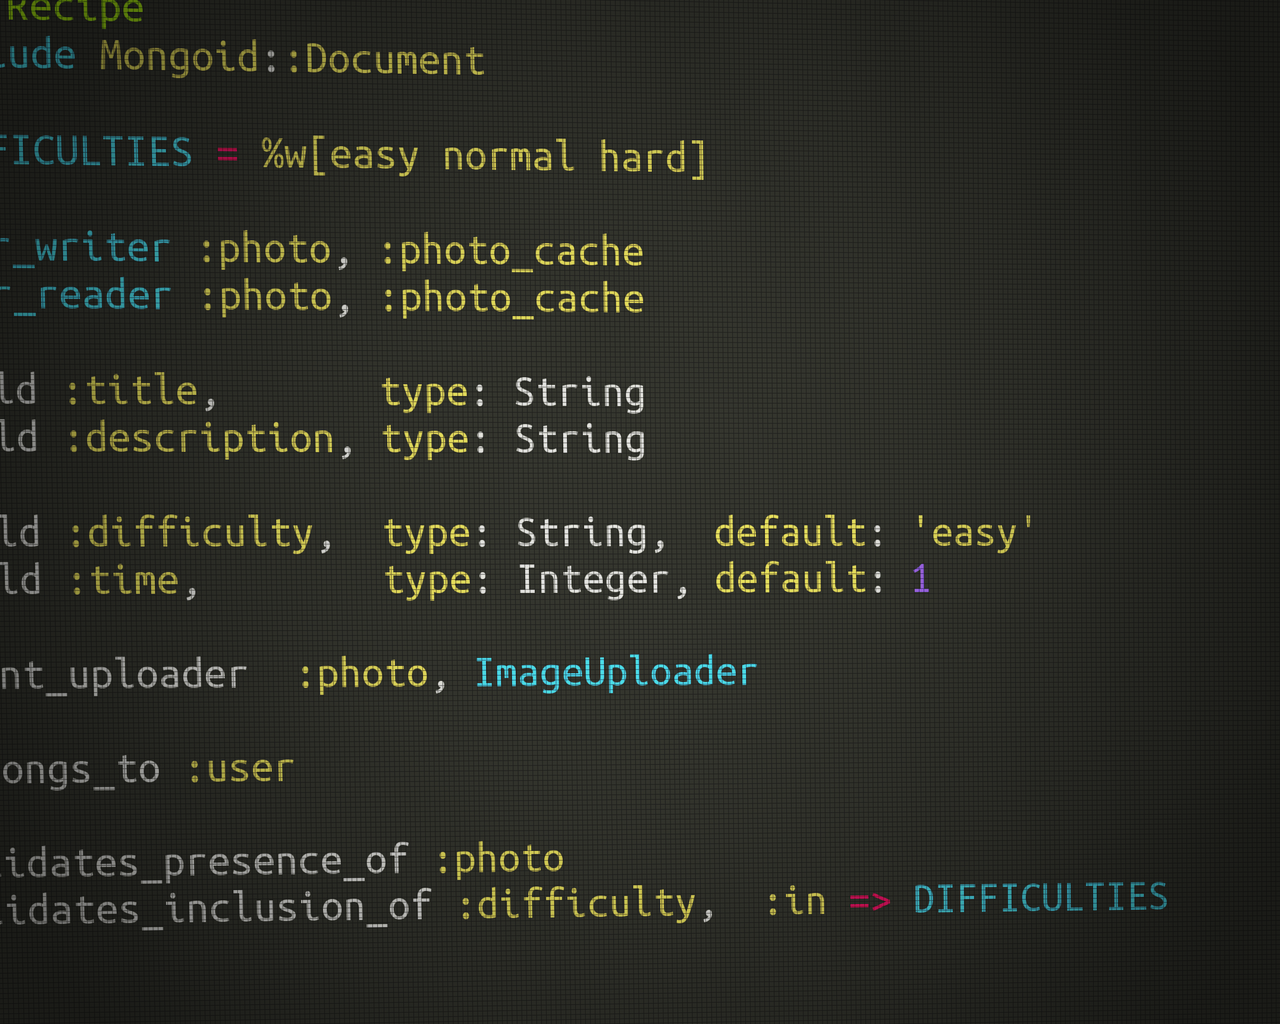 Recipe
lude Mongoid::Document
FICULTIES = %w[easy normal hard]
r_writer :photo, :photo_cache
r_reader :photo, :photo_cache
ld :title, type: String
ld :description, type: String
ld :difficulty, type: String, default: 'easy'
ld :time, type: Integer, default: 1
nt_uploader :photo, ImageUploader
ongs_to :user
lidates_presence_of :photo
lidates_inclusion_of :difficulty, :in => DIFFICULTIES